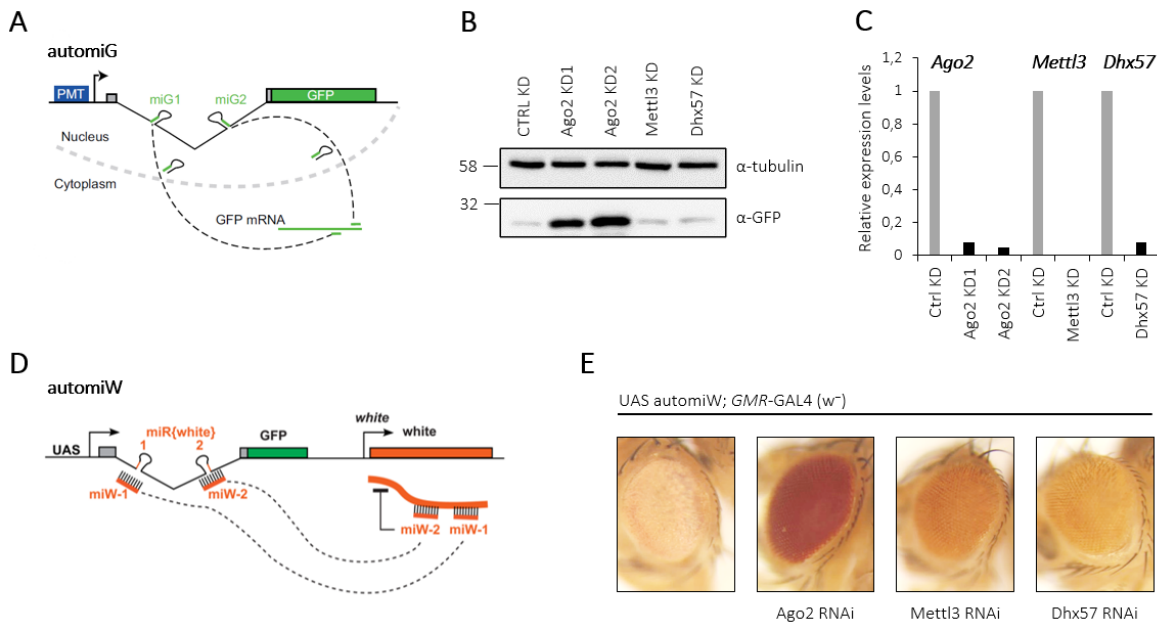 A
automiG
PMT
miG1
miG2
GFP
Nucleus
Cytoplasm
GFP mRNA
B
CTRL KD
Ago2 KD1
Ago2 KD2
Mettl3 KD
Dhx57 KD
58
α-tubulin
32
α-GFP
C
Relative expression levels
1,2
1
0,8
0,6
0,4
0,2
0
Ago2
Mettl3
Dhx57
Ctrl KD
Ago2 KD1
Ago2 KD2
Ctrl KD
Mettl3 KD
Ctrl KD
Dhx57 KD
D
automiW
UAS
miR{white}
1
2
GFP
white
white
miW-1
miW-2
miW-2
miW-1
E
UAS automiW; GMR-GAL4 (w⁻)
Ago2 RNAi
Mettl3 RNAi
Dhx57 RNAi